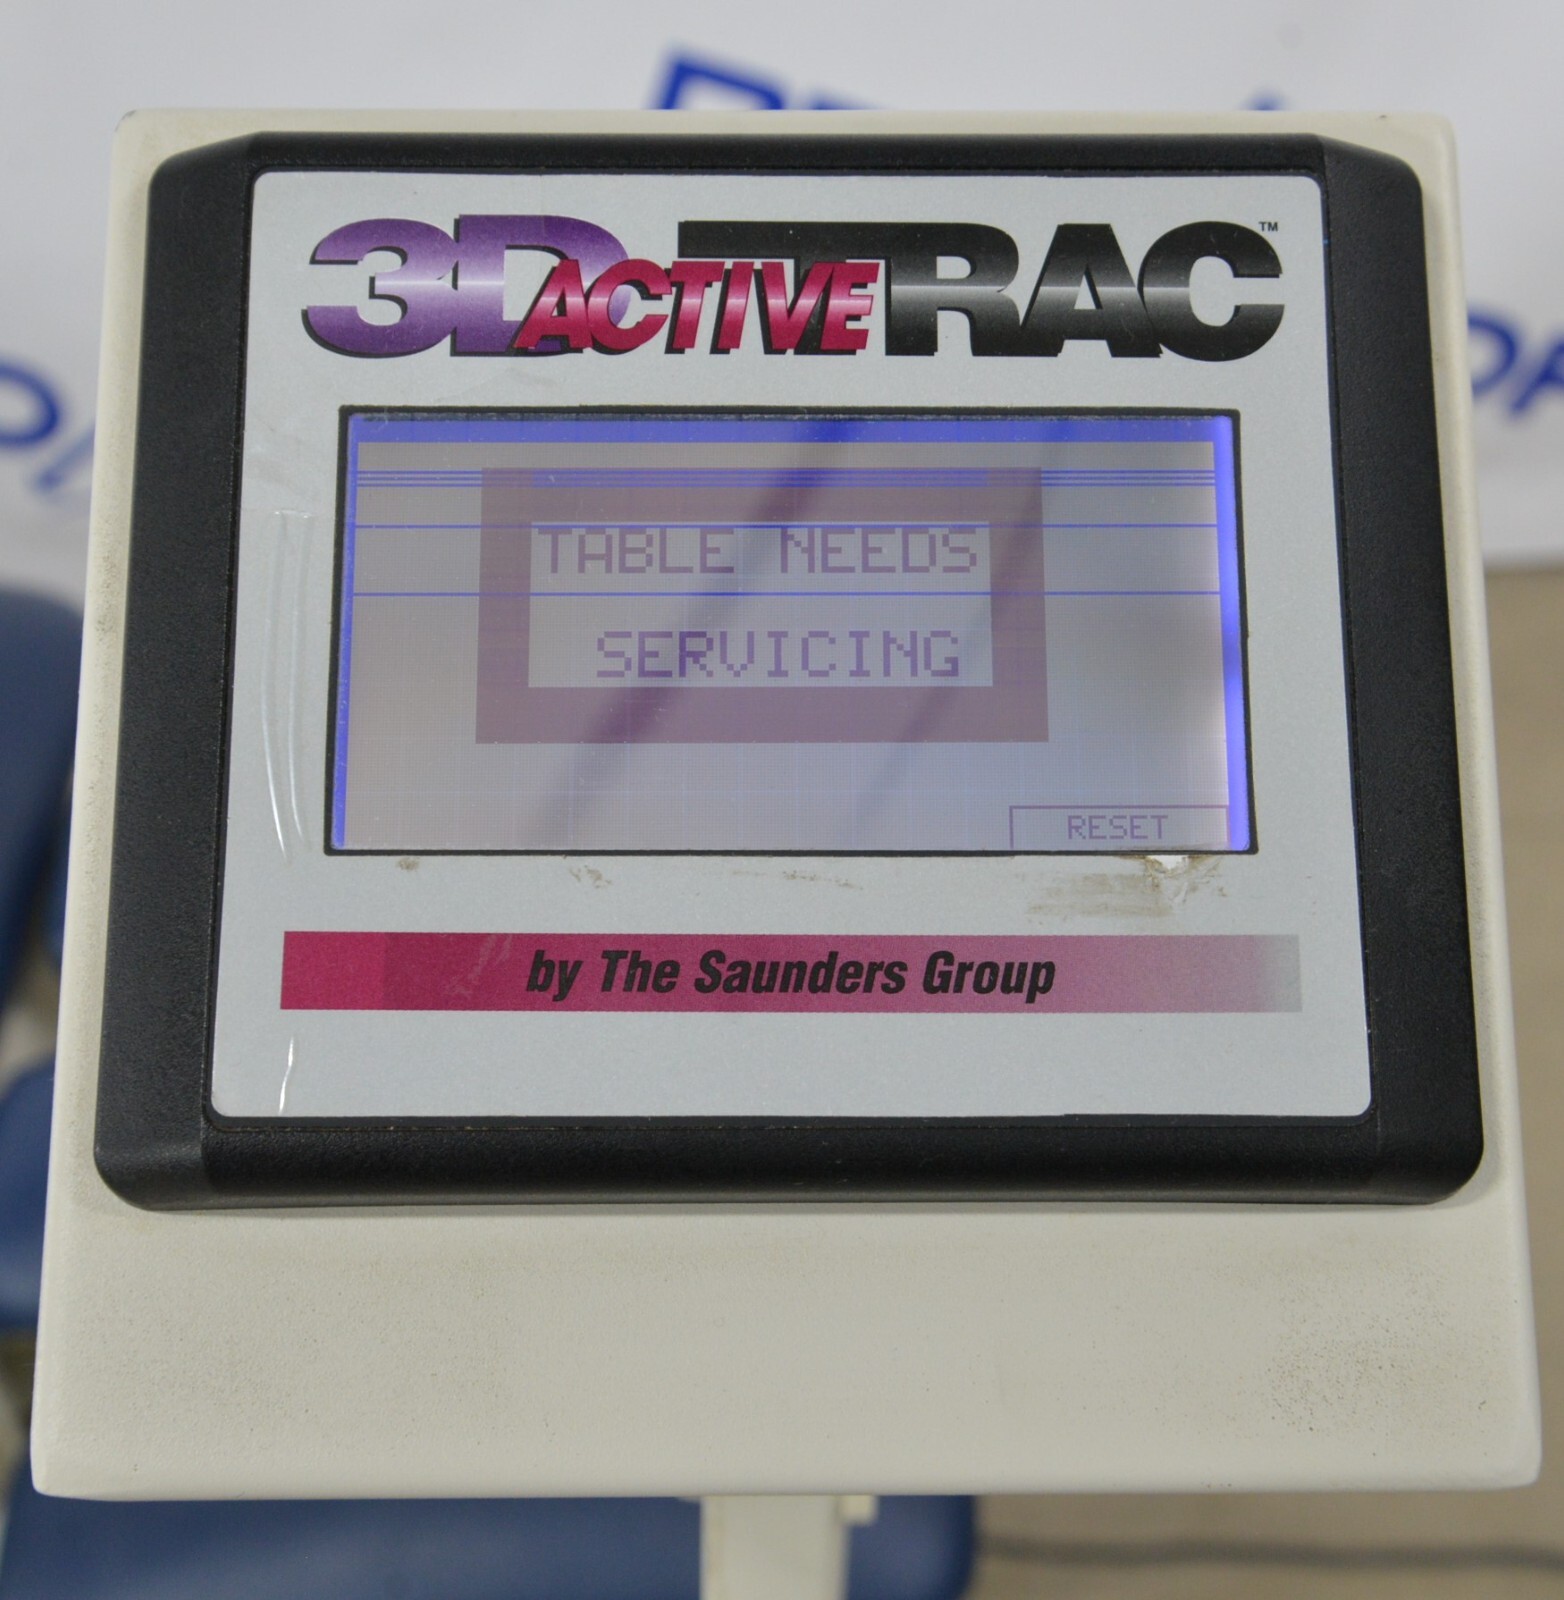 3D ACTIVE TRAC™
TABLE NEEDS
SERVICING
RESET
by The Saunders Group